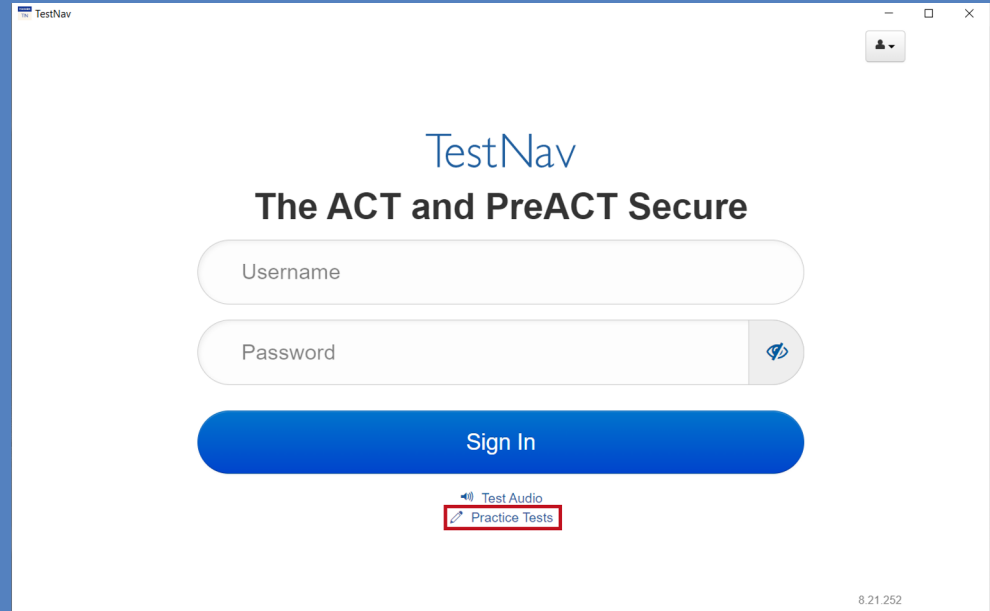 TestNav
TestNav
The ACT and PreACT Secure
Username
Password
Sign In
Test Audio
Practice Tests
8.21.252